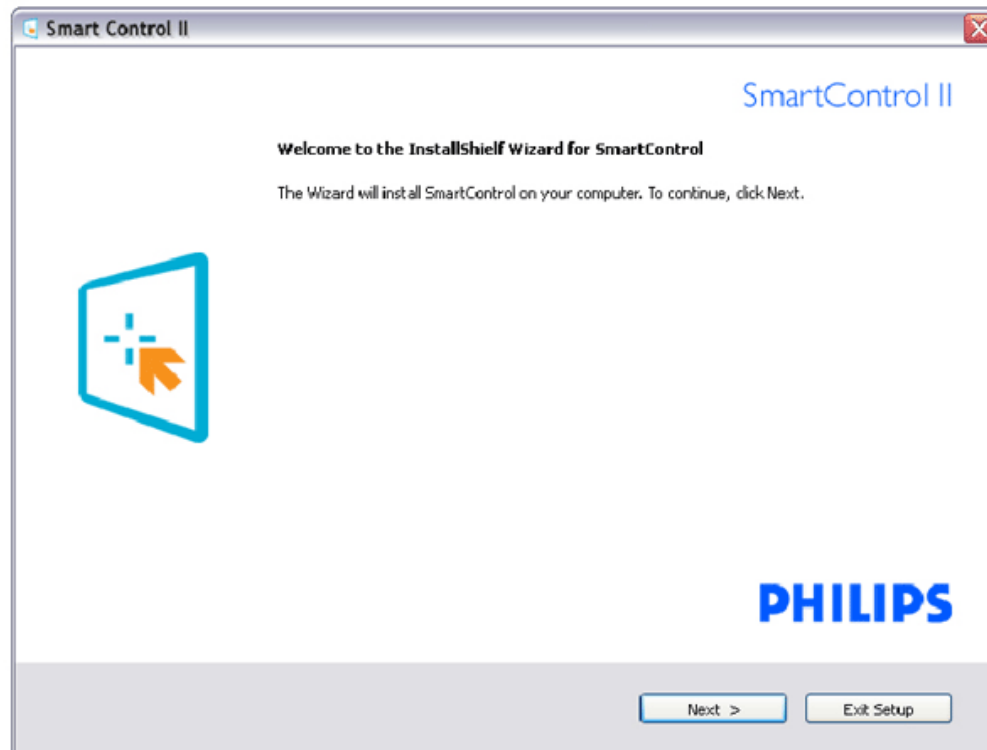 Smart Control II
SmartControl II
Welcome to the InstallShielf Wizard for SmartControl
The Wizard will install SmartControl on your computer. To continue, click Next.
PHILIPS
Next >
Exit Setup